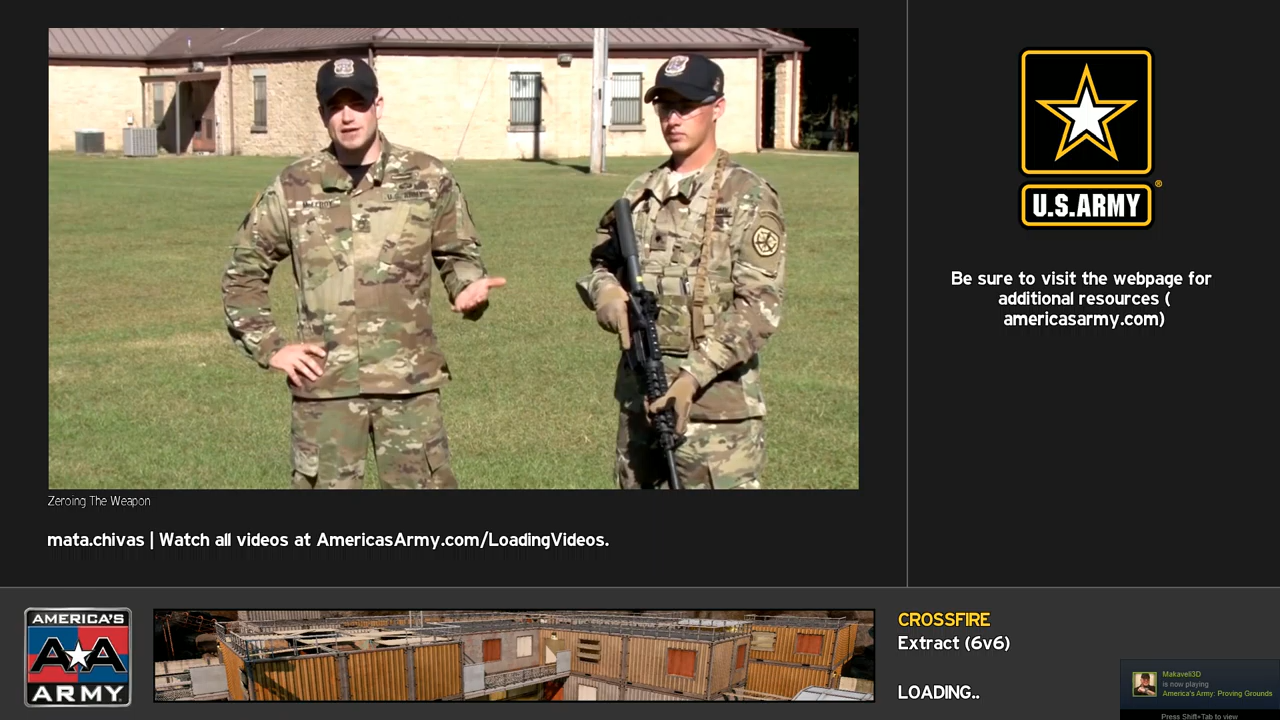 U.S.ARMY
Be sure to visit the webpage for
additional resources (
americasarmy.com)
Zeroing The Weapon
mata.chivas | Watch all videos at AmericasArmy.com/LoadingVideos.
AMERICA'S
AA
ARMY
CROSSFIRE
Extract (6v6)
LOADING..
Makaveli3D
is now playing
America's Army: Proving Grounds
Press Shift+Tab to view